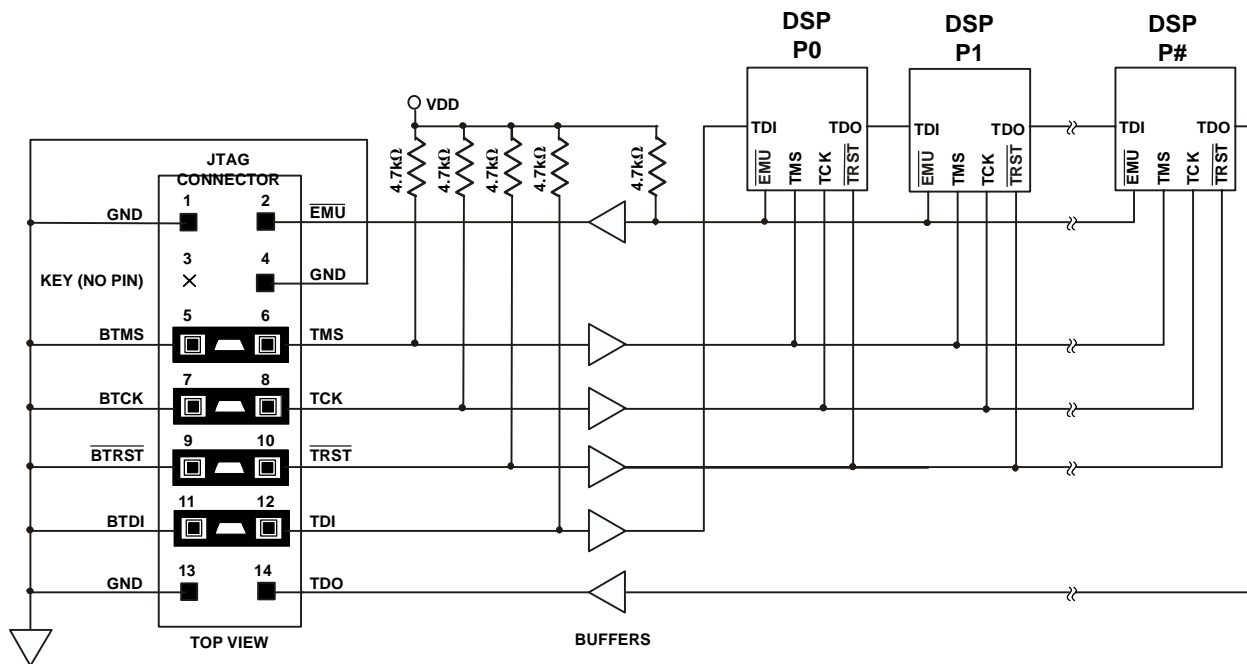 DSP
P0
DSP
P1
DSP
P#
VDD
4.7kΩ
4.7kΩ
4.7kΩ
4.7kΩ
4.7kΩ
TDI TDO
EMU TMS TCK TRST
TDI TDO
EMU TMS TCK TRST
TDI TDO
EMU TMS TCK TRST
JTAG
CONNECTOR
GND 1 2 EMU
KEY (NO PIN) 3 4 GND
BTMS 5 6 TMS
BTCK 7 8 TCK
BTRST 9 10 TRST
BTDI 11 12 TDI
GND 13 14 TDO
TOP VIEW
BUFFERS